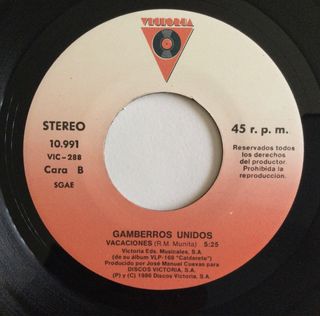 VICTORIA
STEREO
45 r. p. m.
10.991
VIC-288
Cara B
SGAE
Reservados todos
los derechos
del productor.
Prohibida la
reproducción.
GAMBERROS UNIDOS
VACACIONES (R.M. Munita) 5:25
Victoria Eds. Musicales, S.A.
(de su álbum VLP-168 "Calderete")
Producido por José Manuel Cuevas para
DISCOS VICTORIA, S.A.
(P) y (C) 1986 Discos Victoria, S.A.